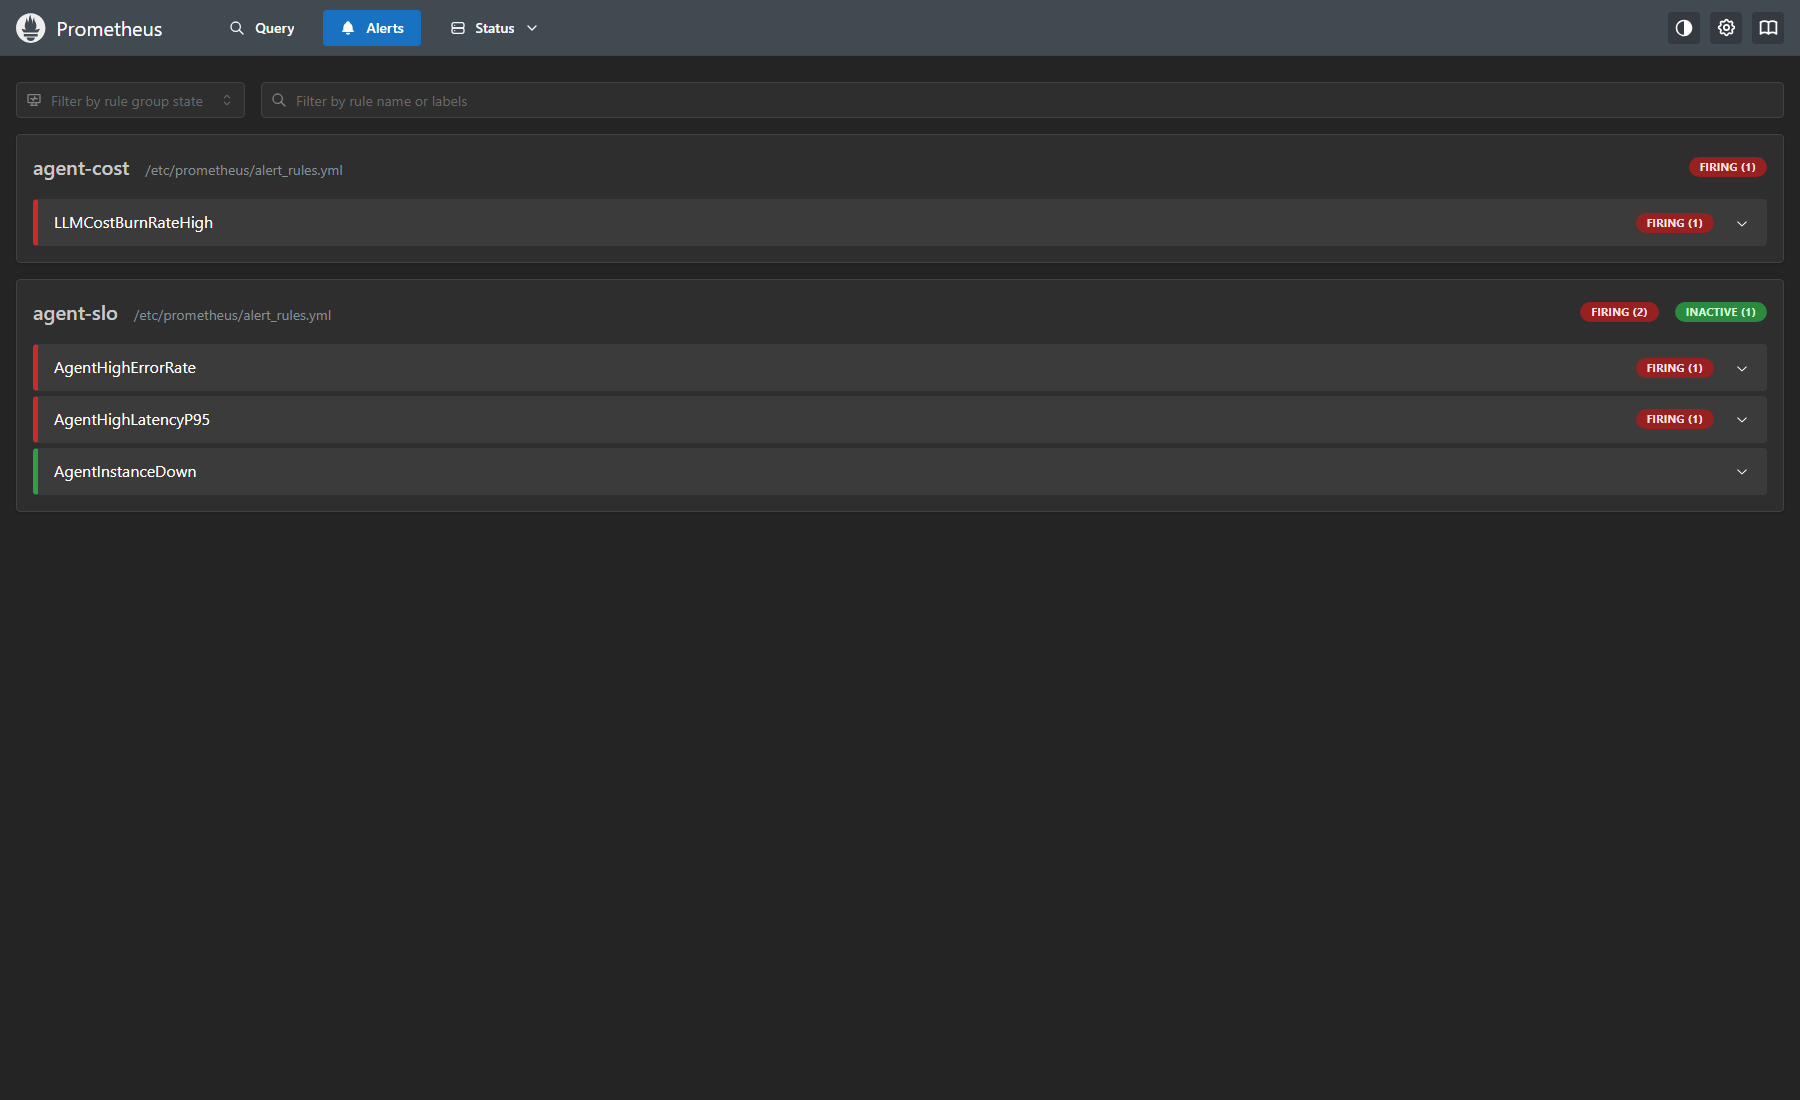 Prometheus Query Alerts Status
Filter by rule group state Filter by rule name or labels
agent-cost /etc/prometheus/alert_rules.yml FIRING (1)
LLMCostBurnRateHigh FIRING (1)
agent-slo /etc/prometheus/alert_rules.yml FIRING (2) INACTIVE (1)
AgentHighErrorRate FIRING (1)
AgentHighLatencyP95 FIRING (1)
AgentInstanceDown